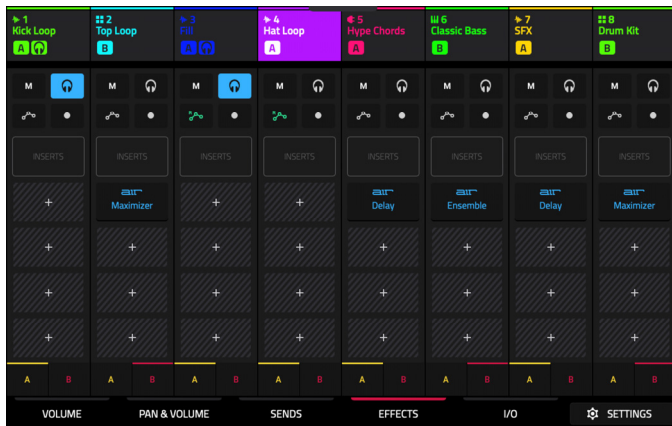 1 2 3 4 5 6 7 8
Kick Loop Top Loop Fill Hat Loop Hype Chords Classic Bass SFX Drum Kit
A B A A A B A B
M M M M M M M M
INSERTS INSERTS INSERTS INSERTS INSERTS INSERTS INSERTS INSERTS
+ air + + air air air air
Maximizer Delay Ensemble Delay Maximizer
+ + + + + + + +
+ + + + + + + +
+ + + + + + + +
A B A B A B A B A B A B A B A B
VOLUME PAN & VOLUME SENDS EFFECTS I/O SETTINGS